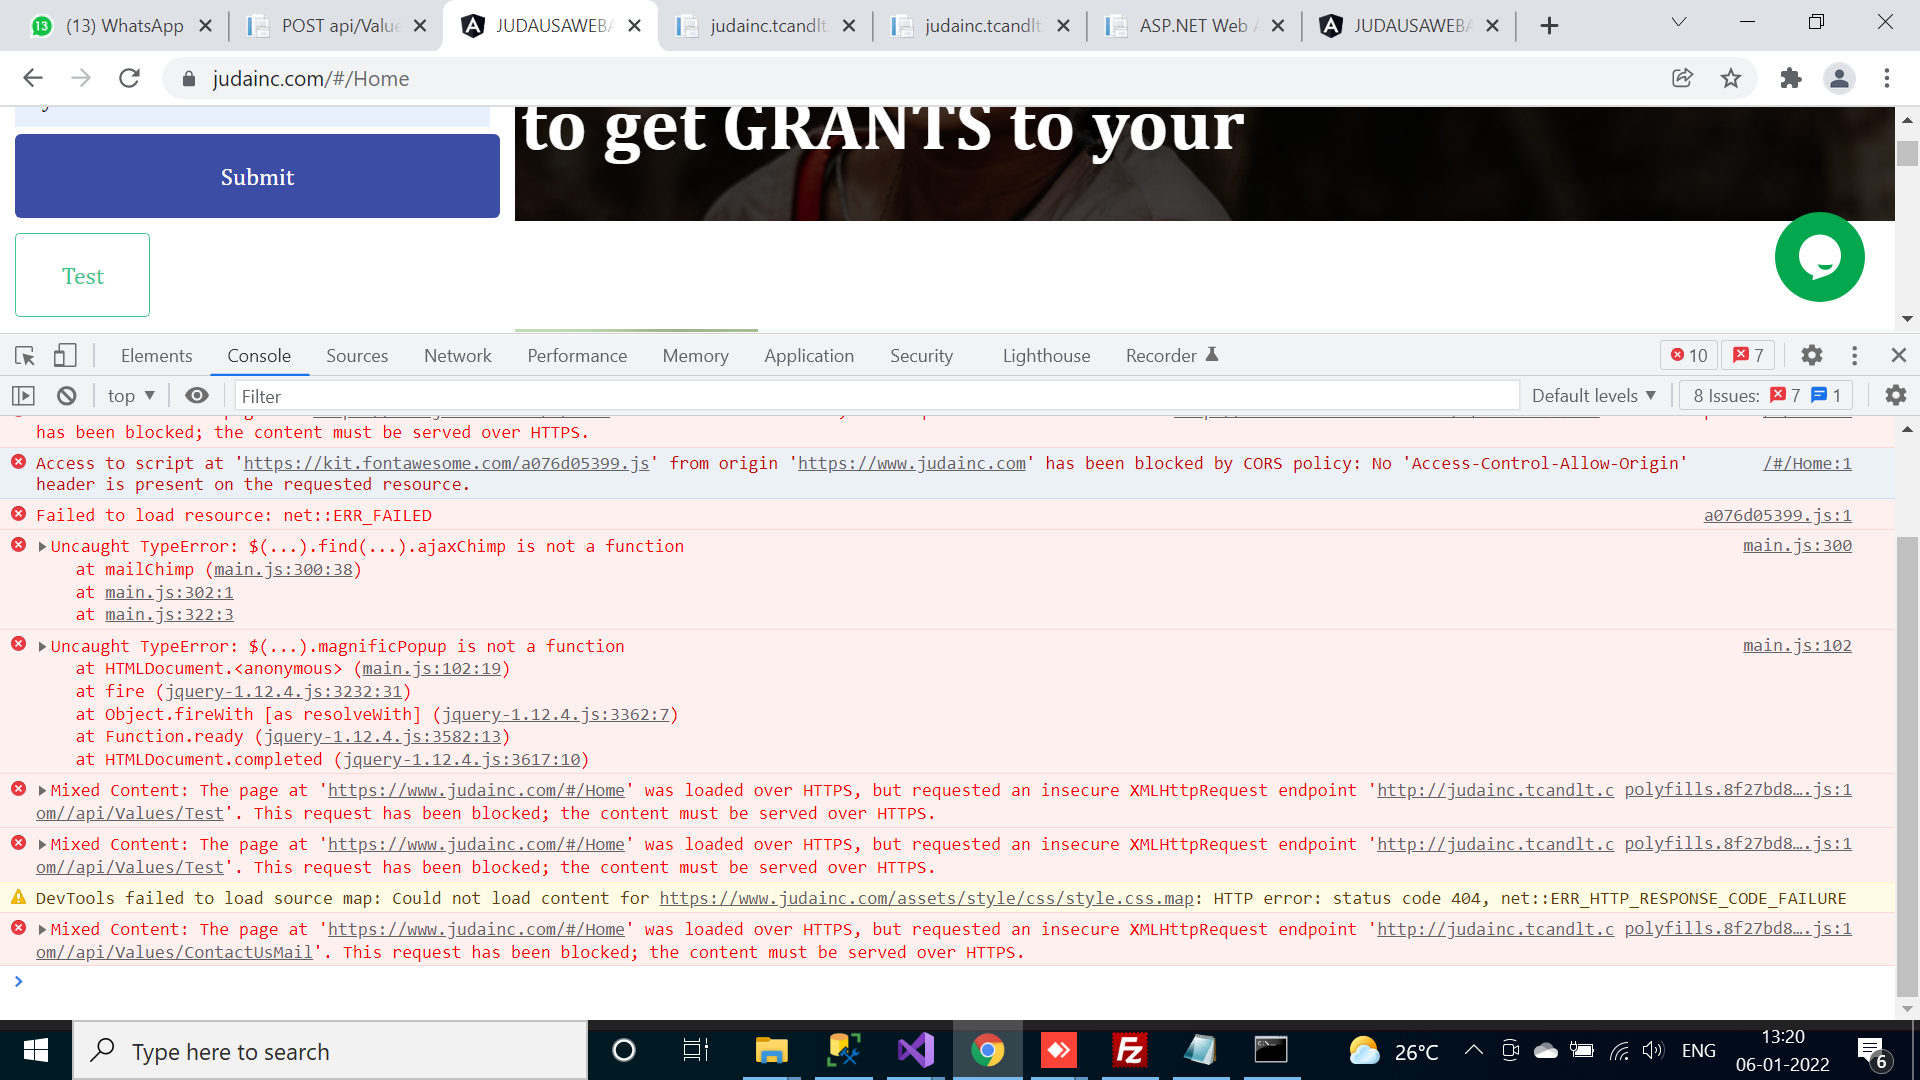 (13) WhatsApp
POST api/Value
JUDAUSAWEBA
judainc.tcandlt.
judainc.tcandlt.
ASP.NET Web A
JUDAUSAWEBA
judainc.com/#/Home
to get GRANTS to your
Submit
Test
Elements Console Sources Network Performance Memory Application Security Lighthouse Recorder 10 7
top Filter Default levels 8 Issues: 7 1
has been blocked; the content must be served over HTTPS.
Access to script at 'https://kit.fontawesome.com/a076d05399.js' from origin 'https://www.judainc.com' has been blocked by CORS policy: No 'Access-Control-Allow-Origin' /#/Home:1
header is present on the requested resource.
Failed to load resource: net::ERR_FAILED a076d05399.js:1
Uncaught TypeError: $(...).find(...).ajaxChimp is not a function main.js:300
at mailChimp (main.js:300:38)
at main.js:302:1
at main.js:322:3
Uncaught TypeError: $(...).magnificPopup is not a function main.js:102
at HTMLDocument.<anonymous> (main.js:102:19)
at fire (jquery-1.12.4.js:3232:31)
at Object.fireWith [as resolveWith] (jquery-1.12.4.js:3362:7)
at Function.ready (jquery-1.12.4.js:3582:13)
at HTMLDocument.completed (jquery-1.12.4.js:3617:10)
Mixed Content: The page at 'https://www.judainc.com/#/Home' was loaded over HTTPS, but requested an insecure XMLHttpRequest endpoint 'http://judainc.tcandlt.c polyfills.8f27bd8….js:1
om//api/Values/Test'. This request has been blocked; the content must be served over HTTPS.
Mixed Content: The page at 'https://www.judainc.com/#/Home' was loaded over HTTPS, but requested an insecure XMLHttpRequest endpoint 'http://judainc.tcandlt.c polyfills.8f27bd8….js:1
om//api/Values/Test'. This request has been blocked; the content must be served over HTTPS.
DevTools failed to load source map: Could not load content for https://www.judainc.com/assets/style/css/style.css.map: HTTP error: status code 404, net::ERR_HTTP_RESPONSE_CODE_FAILURE
Mixed Content: The page at 'https://www.judainc.com/#/Home' was loaded over HTTPS, but requested an insecure XMLHttpRequest endpoint 'http://judainc.tcandlt.c polyfills.8f27bd8….js:1
om//api/Values/ContactUsMail'. This request has been blocked; the content must be served over HTTPS.
Type here to search
26°C
ENG
13:20
06-01-2022
6